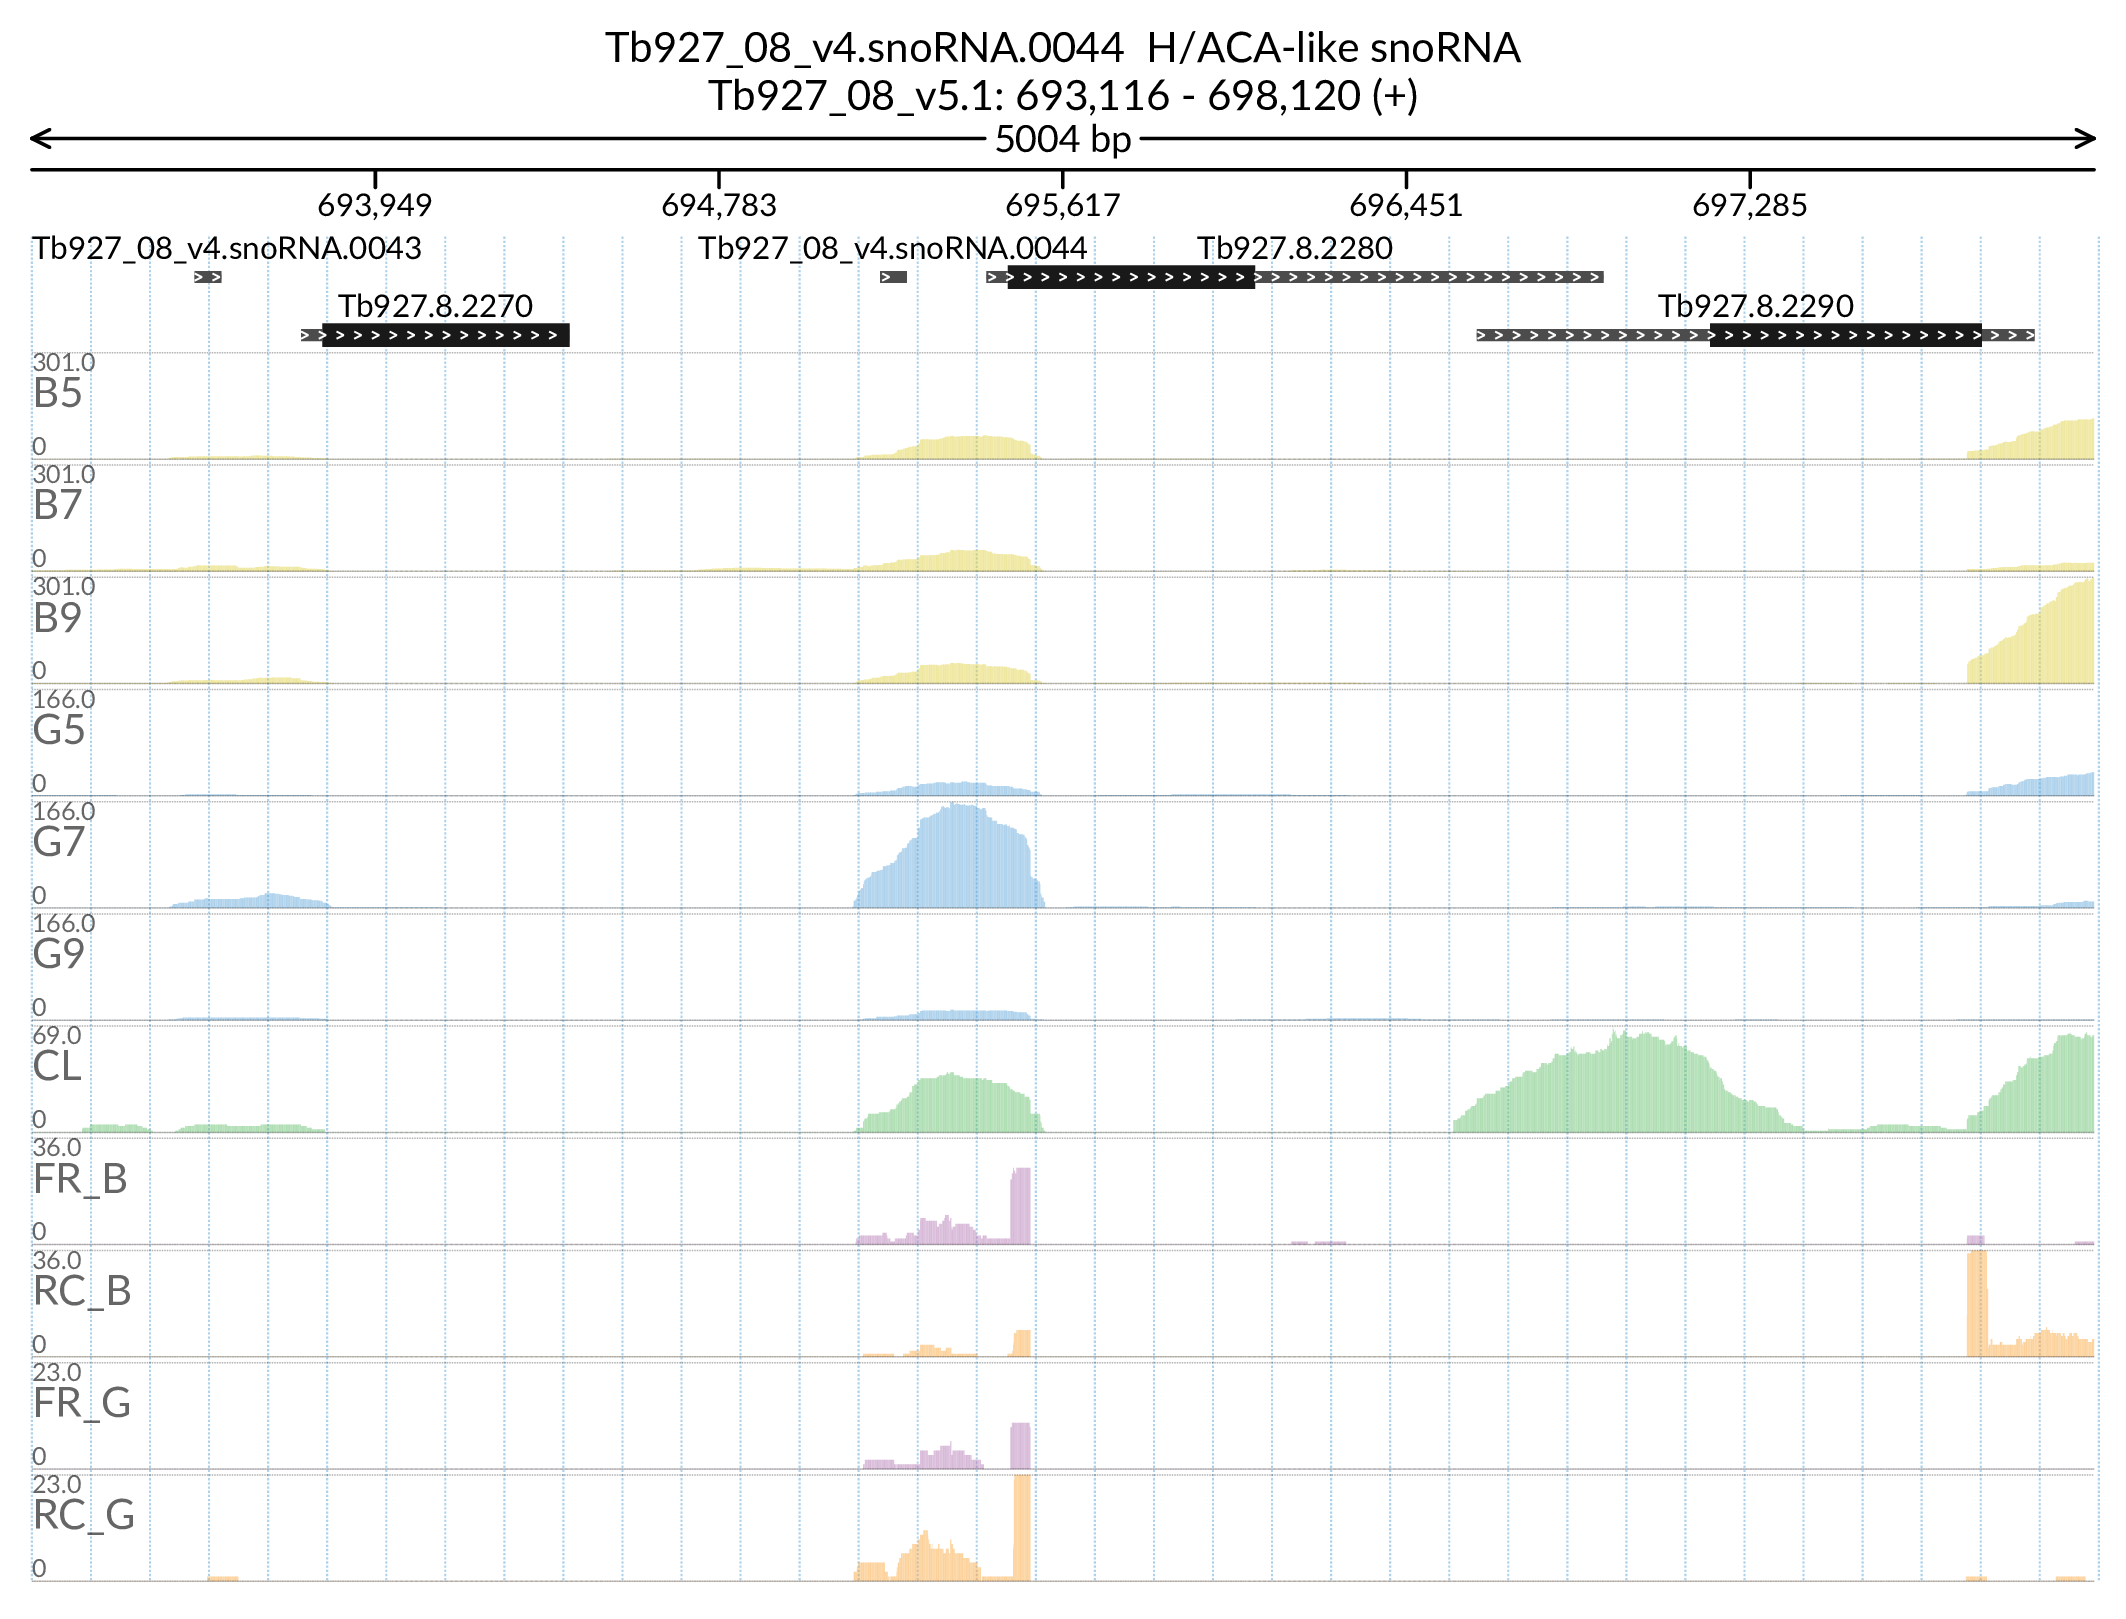 Tb927_08_v4.snoRNA.0044 H/ACA-like snoRNA
Tb927_08_v5.1: 693,116 - 698,120 (+)
5004 bp
693,949 694,783 695,617 696,451 697,285
Tb927_08_v4.snoRNA.0043 Tb927_08_v4.snoRNA.0044 Tb927.8.2280
Tb927.8.2270 Tb927.8.2290
301.0
B5
0
301.0
B7
0
301.0
B9
0
166.0
G5
0
166.0
G7
0
166.0
G9
0
69.0
CL
0
36.0
FR_B
0
36.0
RC_B
0
23.0
FR_G
0
23.0
RC_G
0